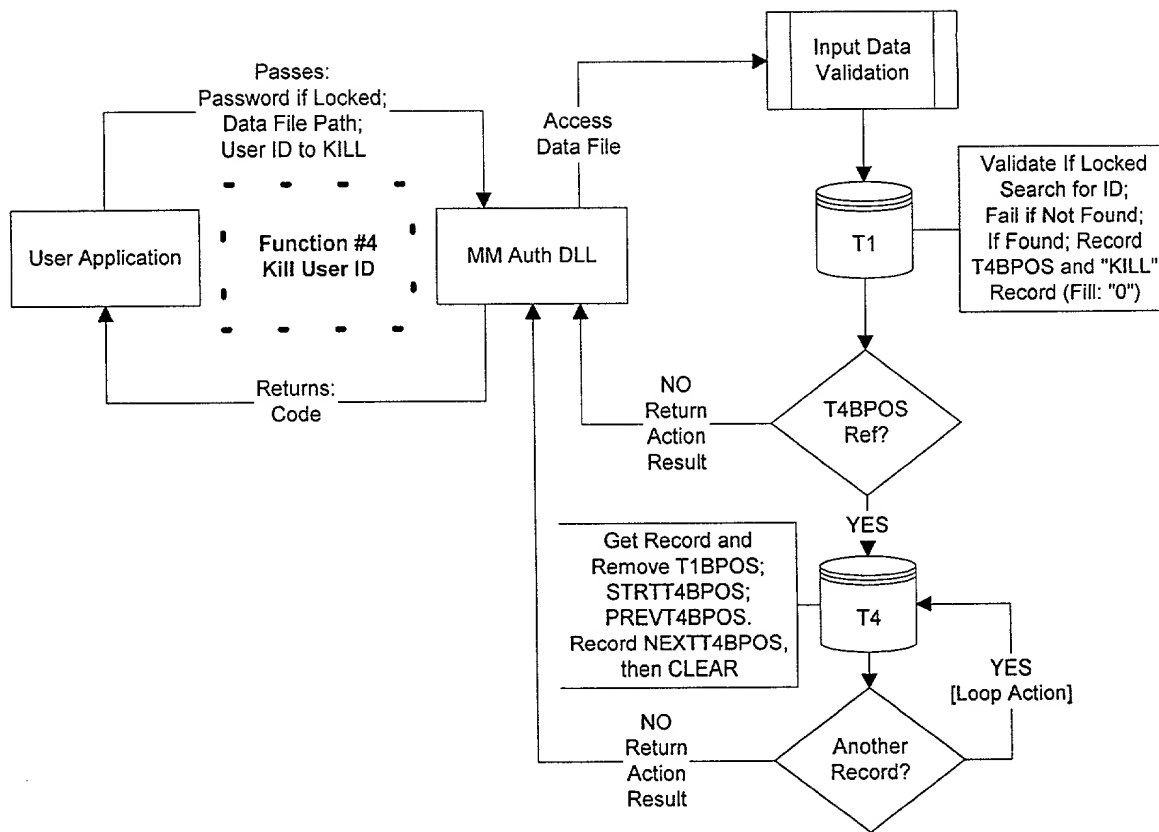 Passes:
Password if Locked;
Data File Path;
User ID to KILL
User Application
Function #4
Kill User ID
MM Auth DLL
Returns:
Code
Access
Data File
Input Data
Validation
T1
Validate If Locked
Search for ID;
Fail if Not Found;
If Found; Record
T4BPOS and "KILL"
Record (Fill: "0")
T4BPOS
Ref?
NO
Return
Action
Result
YES
Get Record and
Remove T1BPOS;
STRTT4BPOS;
PREVT4BPOS.
Record NEXTT4BPOS,
then CLEAR
T4
YES
[Loop Action]
Another
Record?
NO
Return
Action
Result